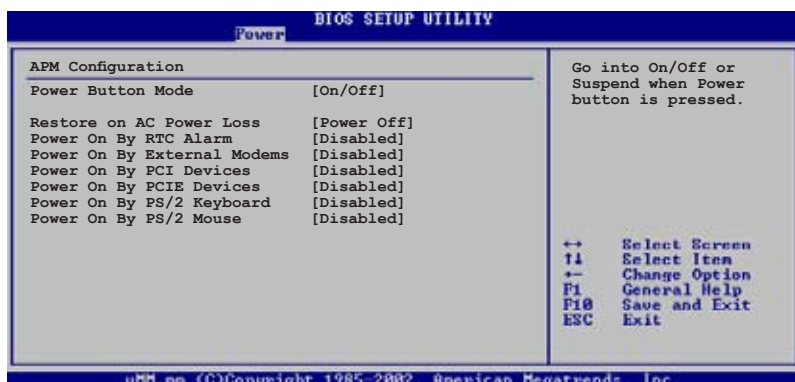 BIOS SETUP UTILITY
Power
APM Configuration
Power Button Mode [On/Off]
Restore on AC Power Loss [Power Off]
Power On By RTC Alarm [Disabled]
Power On By External Modems [Disabled]
Power On By PCI Devices [Disabled]
Power On By PCIE Devices [Disabled]
Power On By PS/2 Keyboard [Disabled]
Power On By PS/2 Mouse [Disabled]
Go into On/Off or
Suspend when Power
button is pressed.
↔ Select Screen
↑↓ Select Item
+- Change Option
F1 General Help
F10 Save and Exit
ESC Exit
(C)Copyright 1985-2002, American Megatrends, Inc